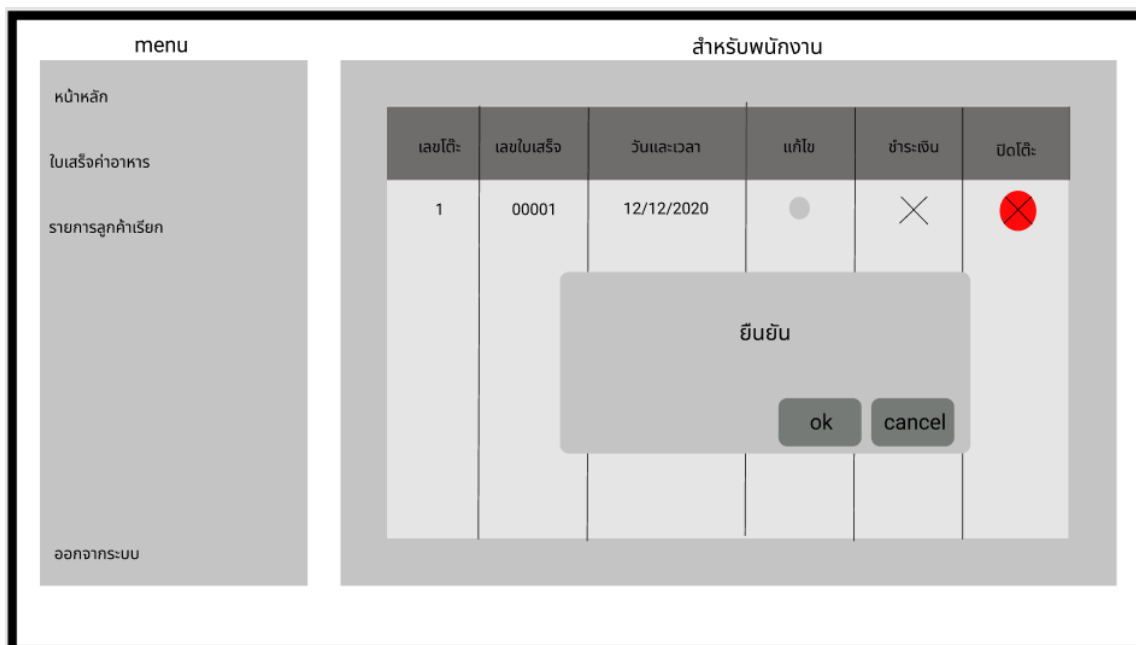 menu
สำหรับพนักงาน
หน้าหลัก
ใบเสร็จค่าอาหาร
รายการลูกค้าเรียก
ออกจากระบบ
เลขโต๊ะ เลขใบเสร็จ วันและเวลา แก้ไข ชำระเงิน ปิดโต๊ะ
1 00001 12/12/2020
ยืนยัน
ok cancel